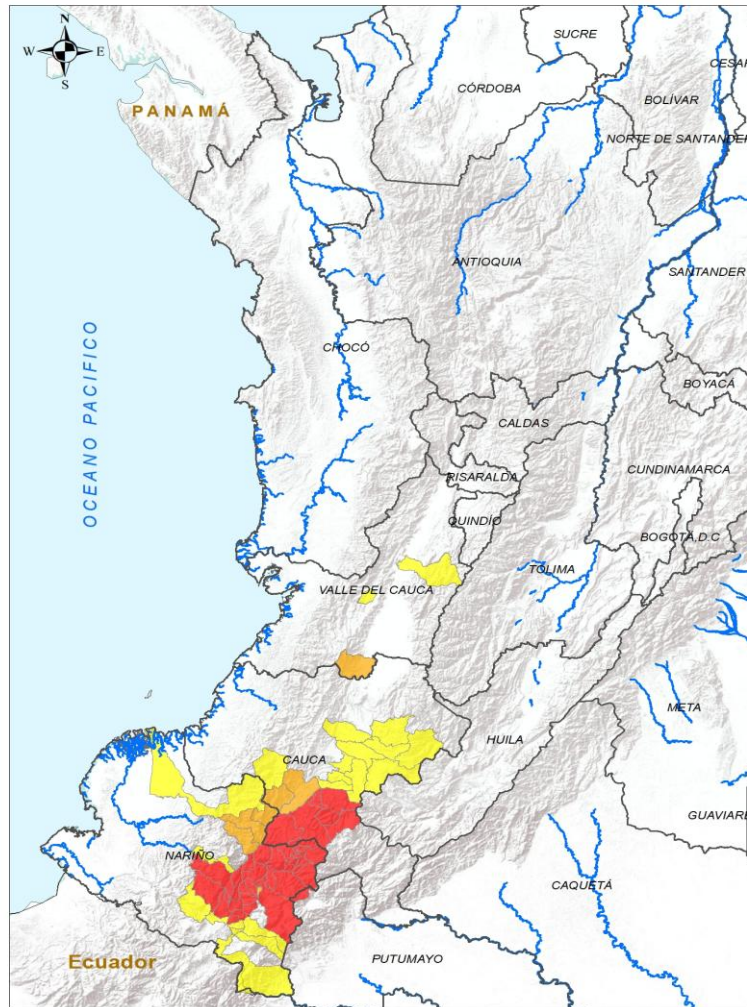 N
W E
S
PANAMÁ
SUCRE
CÓRDOBA
BOLÍVAR
NORTE DE SANTANDER
ANTIOQUIA
SANTANDER
CHOCÓ
BOYACÁ
CALDAS
CUNDINAMARCA
RISARALDA
QUINDÍO
BOGOTÁ,D.C
TOLIMA
VALLE DEL CAUCA
OCEANO PACIFICO
META
HUILA
CAUCA
GUAVIARE
NARIÑO
CAQUETÁ
PUTUMAYO
Ecuador